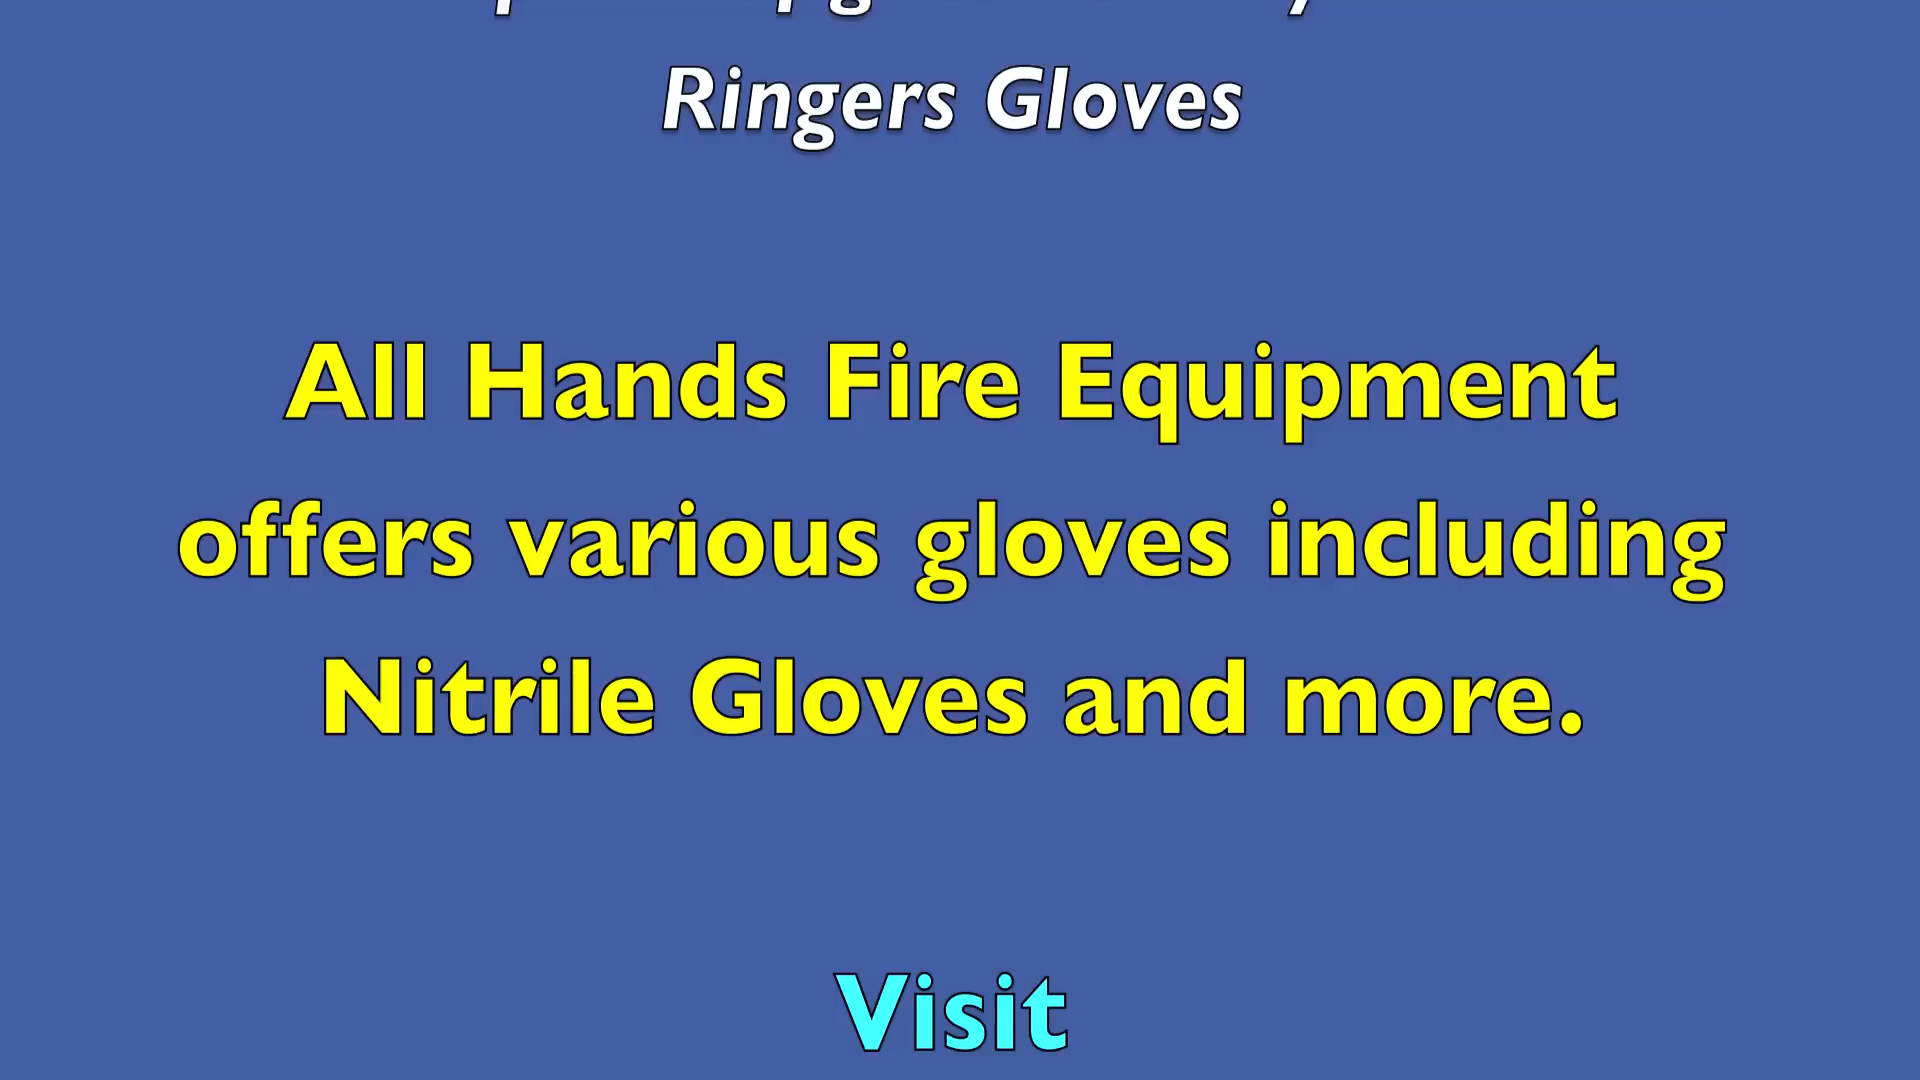 Ringers Gloves
All Hands Fire Equipment
offers various gloves including
Nitrile Gloves and more.
Visit